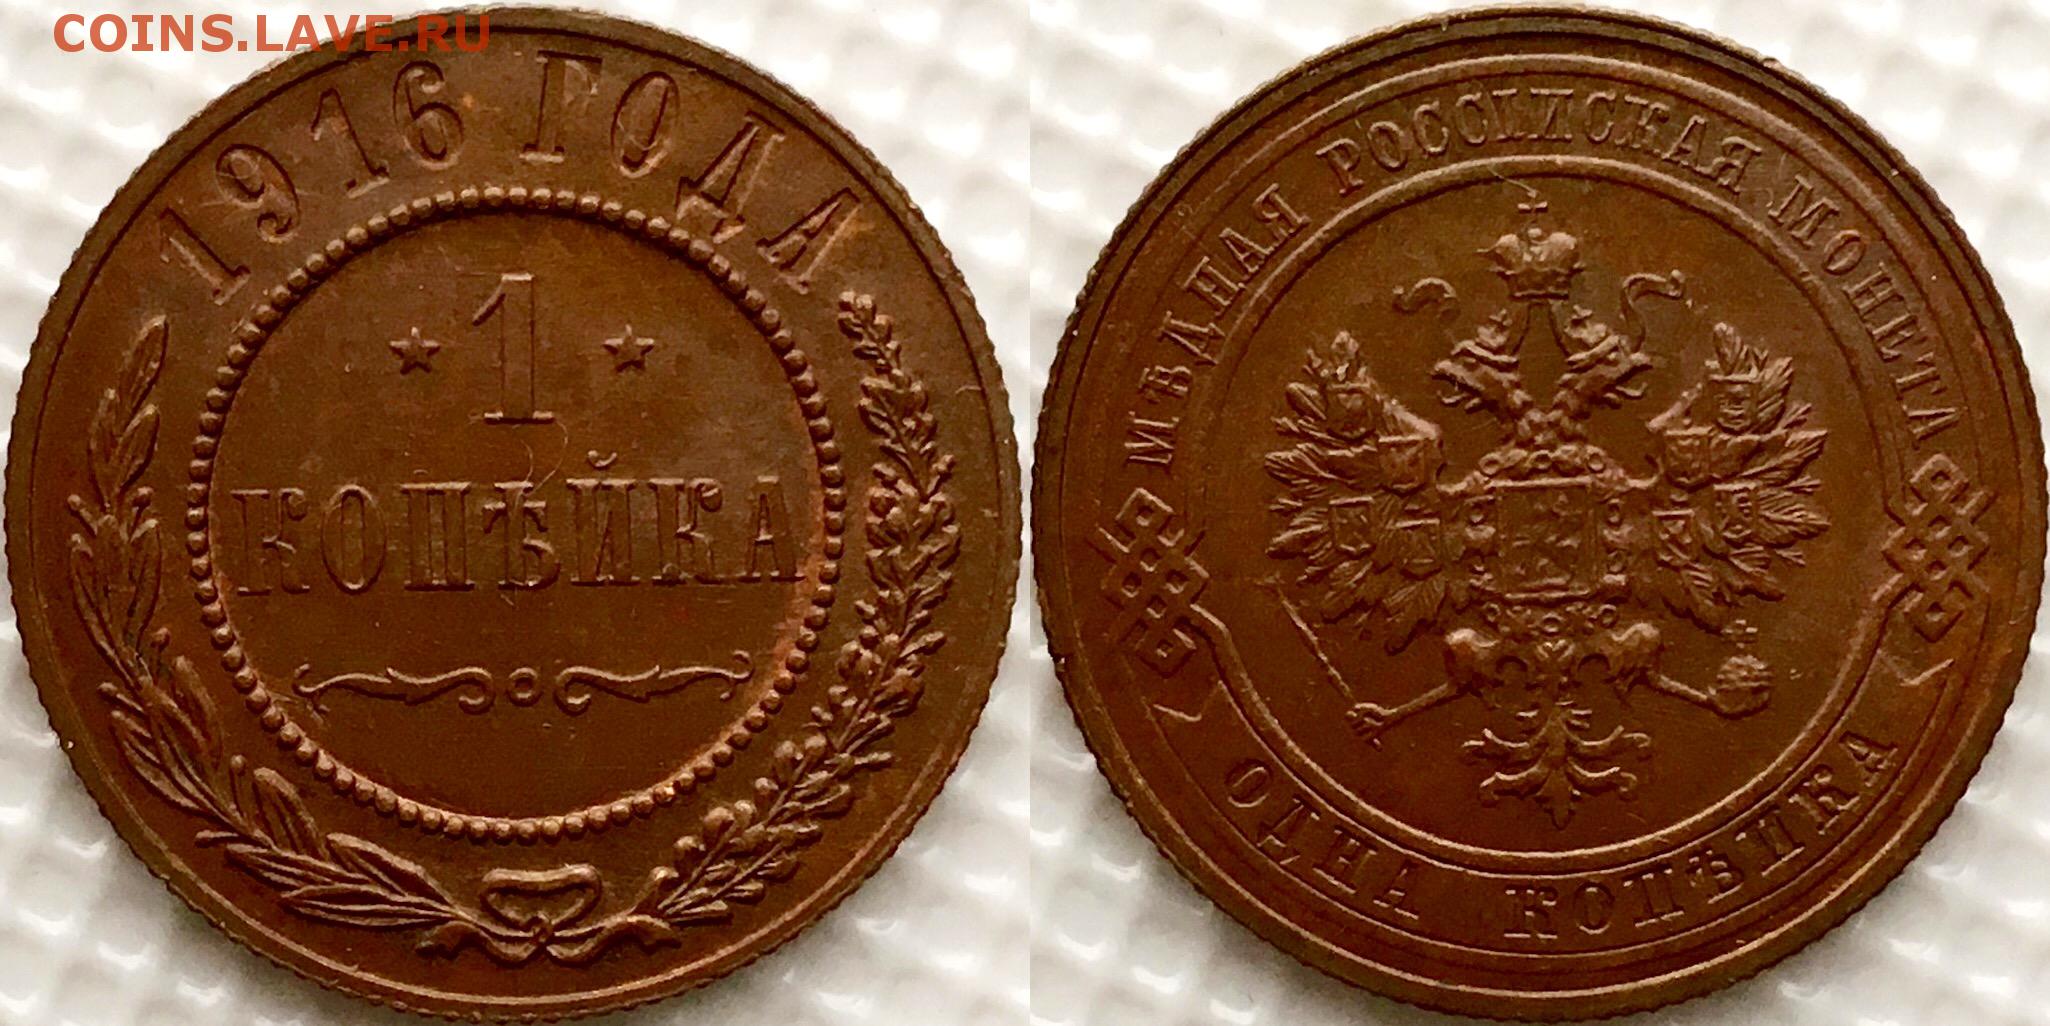 COINS.LAVE.RU
1916 ГОДА
1
КОПѢЙКА
МѢДНАЯ РОССІЙСКАЯ МОНЕТА
ОДНА КОПѢЙКА